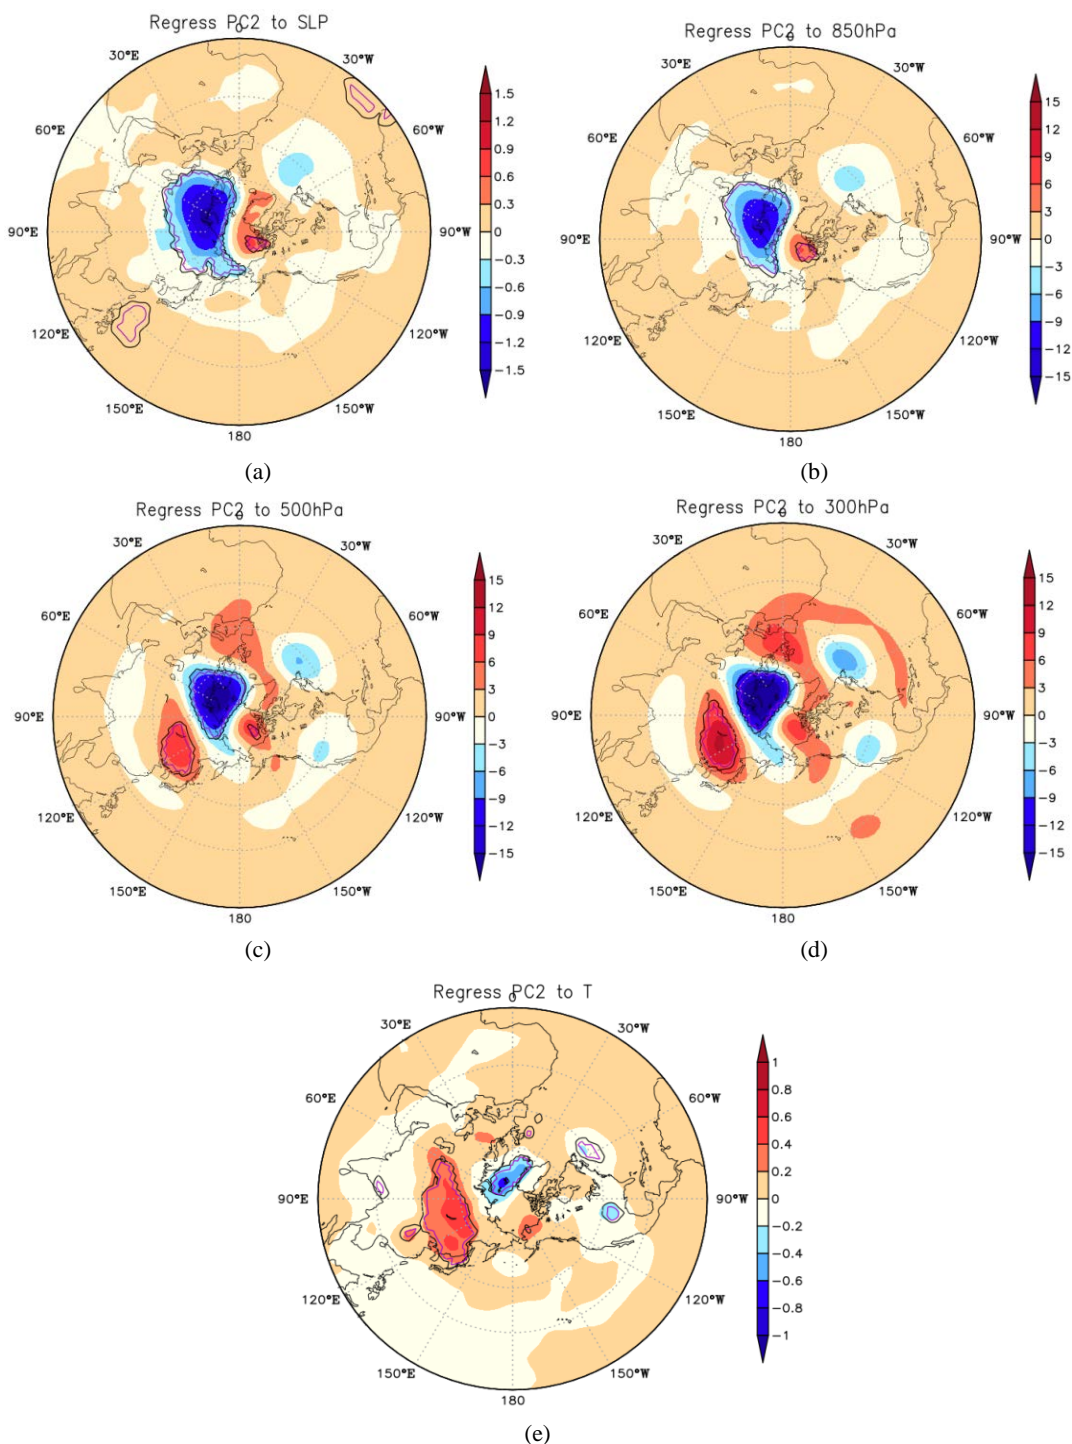 Regress PC2 to SLP
0
30°E
30°W
60°E
60°W
90°E
90°W
120°E
120°W
150°E
150°W
180
1.5
1.2
0.9
0.6
0.3
0
−0.3
−0.6
−0.9
−1.2
−1.5
(a)
Regress PC2 to 850hPa
0
30°E
30°W
60°E
60°W
90°E
90°W
120°E
120°W
150°E
150°W
180
15
12
9
6
3
0
−3
−6
−9
−12
−15
(b)
Regress PC2 to 500hPa
0
30°E
30°W
60°E
60°W
90°E
90°W
120°E
120°W
150°E
150°W
180
15
12
9
6
3
0
−3
−6
−9
−12
−15
(c)
Regress PC2 to 300hPa
0
30°E
30°W
60°E
60°W
90°E
90°W
120°E
120°W
150°E
150°W
180
15
12
9
6
3
0
−3
−6
−9
−12
−15
(d)
Regress PC2 to T
0
30°E
30°W
60°E
60°W
90°E
90°W
120°E
120°W
150°E
150°W
180
1
0.8
0.6
0.4
0.2
0
−0.2
−0.4
−0.6
−0.8
−1
(e)